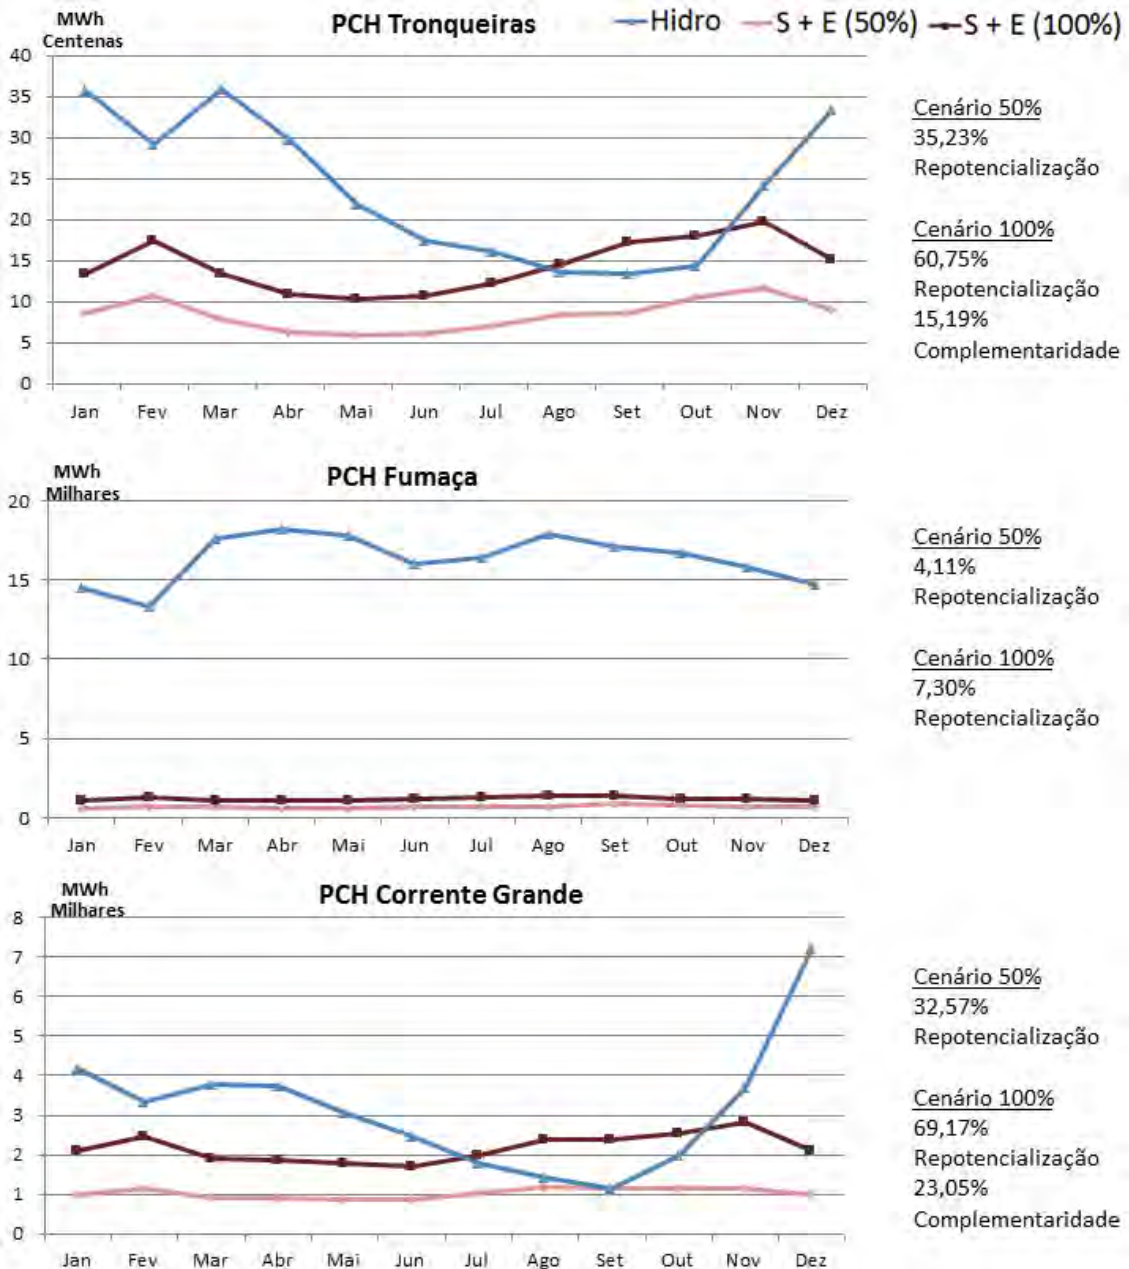 MWh
Centenas
PCH Tronqueiras
Hidro
S + E (50%)
S + E (100%)
40
35
30
25
20
15
10
5
0
Jan Fev Mar Abr Mai Jun Jul Ago Set Out Nov Dez
Cenário 50%
35,23%
Repotencialização
Cenário 100%
60,75%
Repotencialização
15,19%
Complementaridade
MWh
Milhares
PCH Fumaça
20
15
10
5
0
Jan Fev Mar Abr Mai Jun Jul Ago Set Out Nov Dez
Cenário 50%
4,11%
Repotencialização
Cenário 100%
7,30%
Repotencialização
MWh
Milhares
PCH Corrente Grande
8
7
6
5
4
3
2
1
0
Jan Fev Mar Abr Mai Jun Jul Ago Set Out Nov Dez
Cenário 50%
32,57%
Repotencialização
Cenário 100%
69,17%
Repotencialização
23,05%
Complementaridade